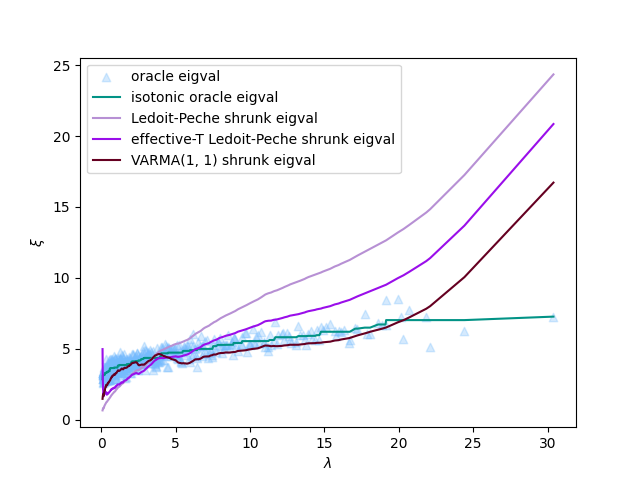 oracle eigval
isotonic oracle eigval
Ledoit-Peche shrunk eigval
effective-T Ledoit-Peche shrunk eigval
VARMA(1, 1) shrunk eigval
25
20
15
10
5
0
ξ
0 5 10 15 20 25 30
λ